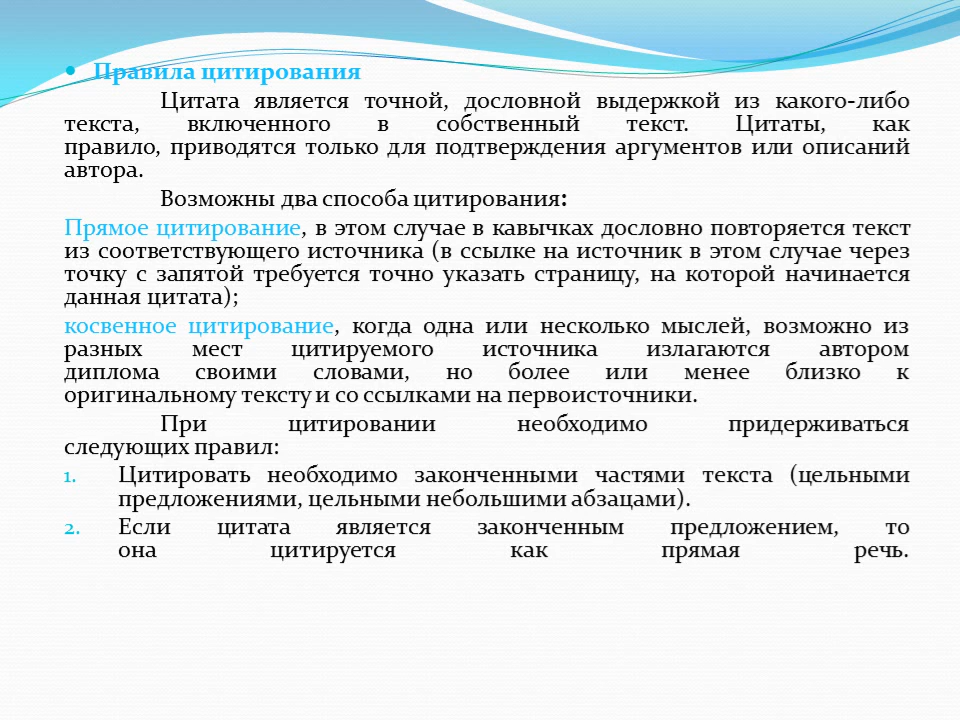 Правила цитирования
Цитата является точной, дословной выдержкой из какого-либо
текста, включенного в собственный текст. Цитаты, как
правило, приводятся только для подтверждения аргументов или описаний
автора.
Возможны два способа цитирования:
Прямое цитирование, в этом случае в кавычках дословно повторяется текст
из соответствующего источника (в ссылке на источник в этом случае через
точку с запятой требуется точно указать страницу, на которой начинается
данная цитата);
косвенное цитирование, когда одна или несколько мыслей, возможно из
разных мест цитируемого источника излагаются автором
диплома своими словами, но более или менее близко к
оригинальному тексту и со ссылками на первоисточники.
При цитировании необходимо придерживаться
следующих правил:
1. Цитировать необходимо законченными частями текста (цельными
предложениями, цельными небольшими абзацами).
2. Если цитата является законченным предложением, то
она цитируется как прямая речь.